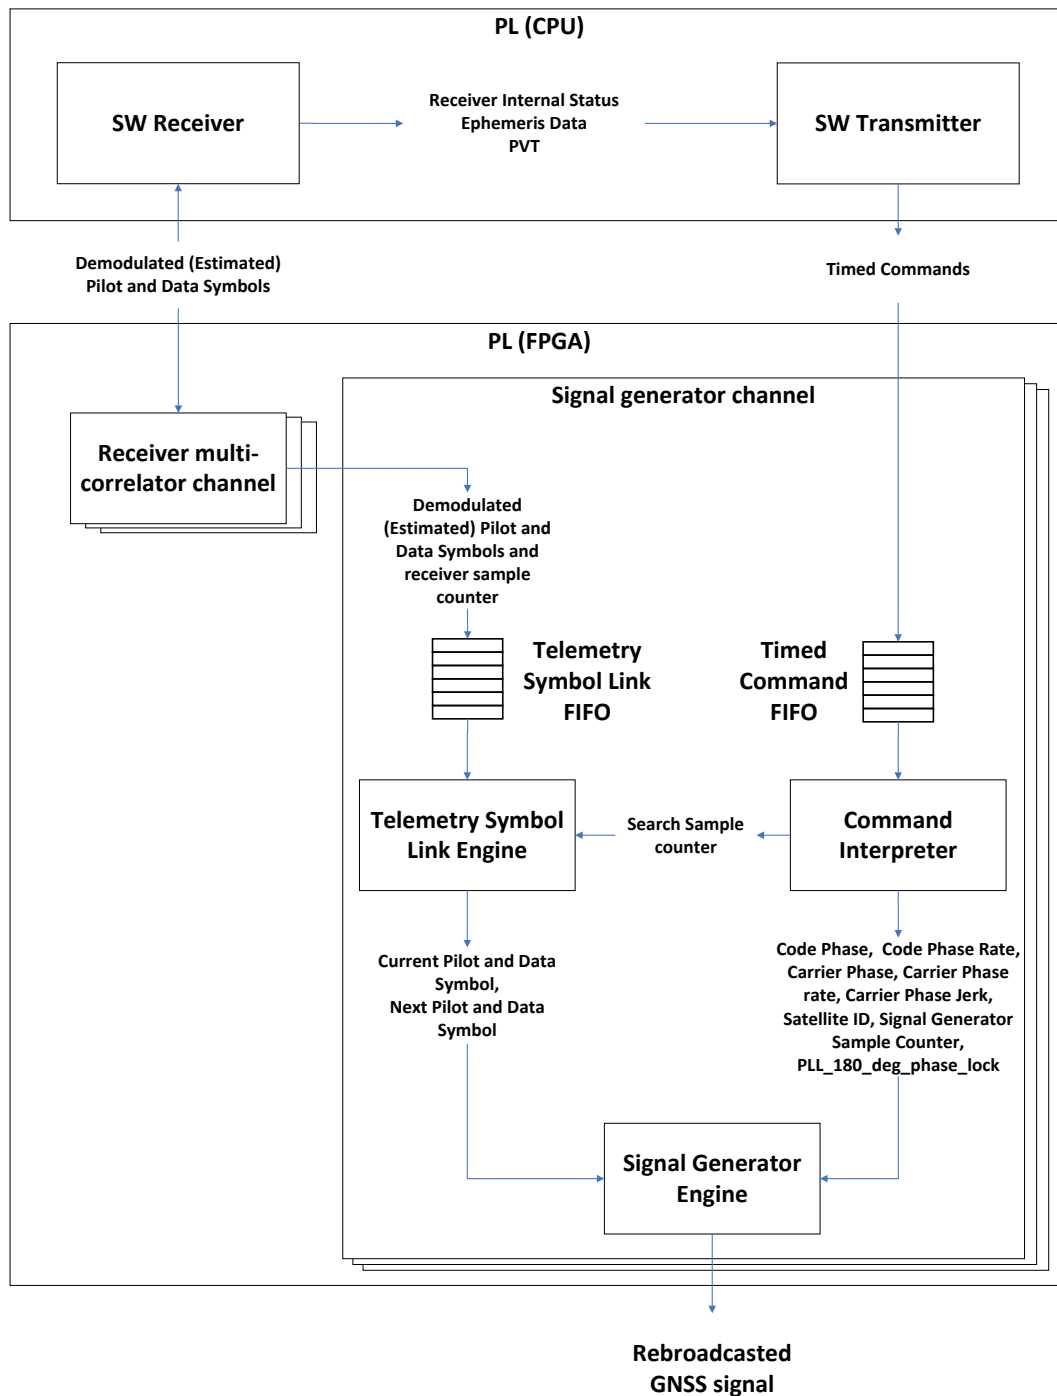 PL (CPU)
SW Receiver
Receiver Internal Status
Ephemeris Data
PVT
SW Transmitter
Demodulated (Estimated)
Pilot and Data Symbols
Timed Commands
PL (FPGA)
Signal generator channel
Receiver multi-
correlator channel
Demodulated
(Estimated) Pilot and
Data Symbols and
receiver sample
counter
Telemetry
Symbol Link
FIFO
Timed
Command
FIFO
Telemetry Symbol
Link Engine
Search Sample
counter
Command
Interpreter
Current Pilot and Data
Symbol,
Next Pilot and Data
Symbol
Code Phase, Code Phase Rate,
Carrier Phase, Carrier Phase
rate, Carrier Phase Jerk,
Satellite ID, Signal Generator
Sample Counter,
PLL_180_deg_phase_lock
Signal Generator
Engine
Rebroadcasted
GNSS signal